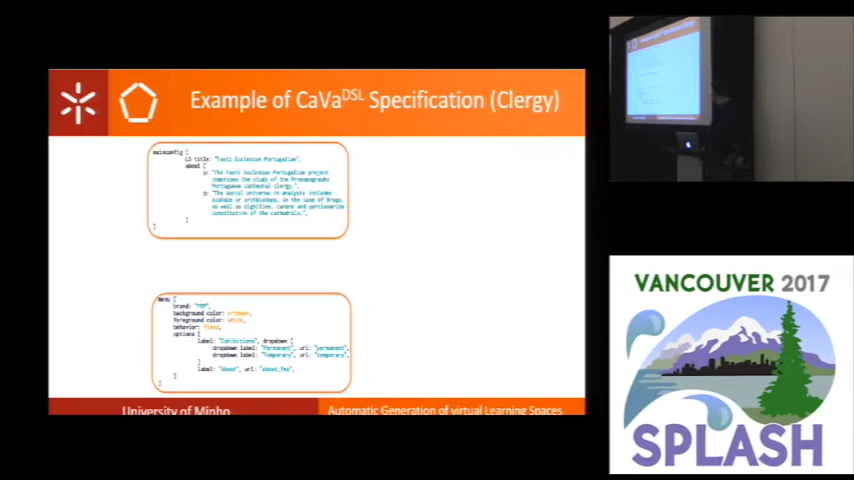 Example of CaVaDSL Specification (Clergy)
mainconfig [
LS title: "Fasti Ecclesiae Portugaliae",
about [
p: "The Fasti Ecclesiae Portugaliae project
comprises the study of the Prosopography
Portuguese cathedral clergy.",
p: "The social universe in analysis includes
bishops or archbishops, in the case of Braga,
as well as dignities, canons and
constitutive of the cathedrals.",
]
]
Menu [
brand: "FEP",
background color: crimson,
foreground color: white,
behavior: fixed,
options [
label: "Exhibitions", dropdown [
dropdown label: "Permanent", url: "permanent",
dropdown label: "Temporary", url: "temporary",
]
label: "About", url: "about_fep",
]
]
University of Minho
Automatic Generation of virtual Learning Spaces
VANCOUVER 2017
SPLASH